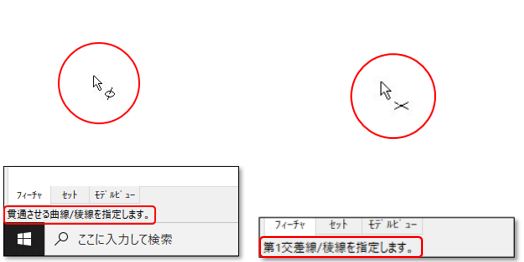 フィーチャ セット モデルビュー
貫通させる曲線/稜線を指定します。
ここに入力して検索
フィーチャ セット モデルビュー
第1交差線/稜線を指定します。